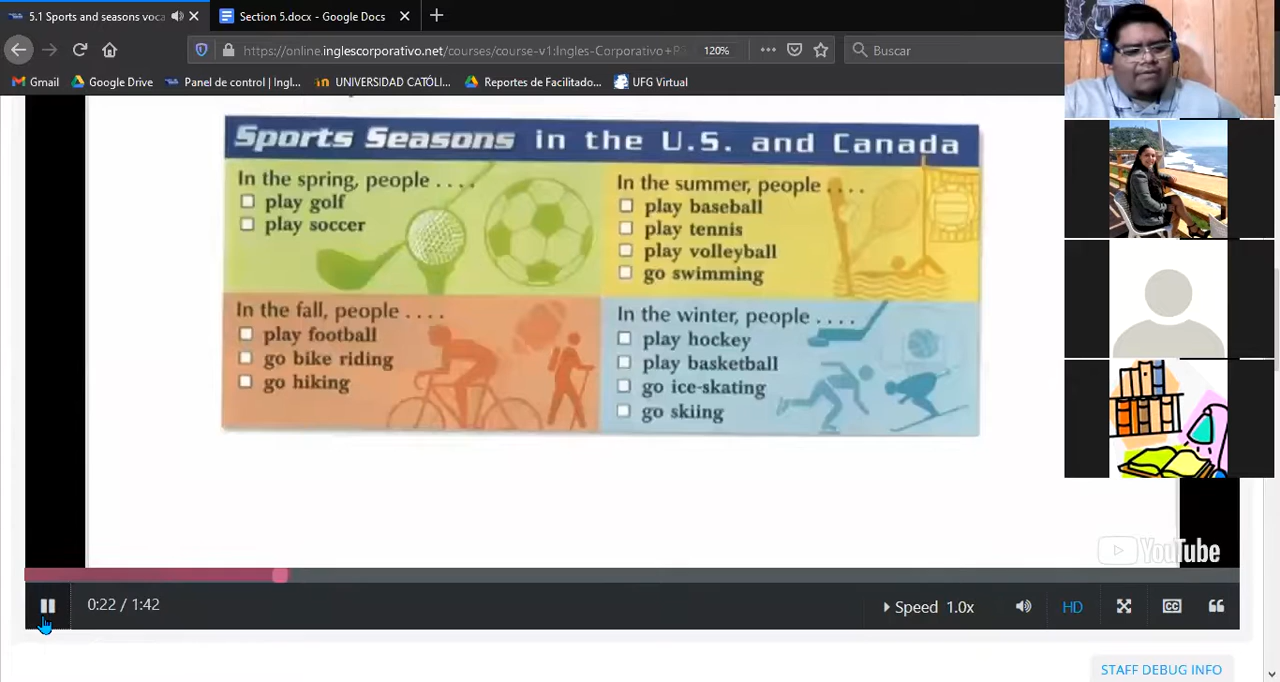 5.1 Sports and seasons voca
Section 5.docx - Google Docs
https://online.inglescorporativo.net/courses/course-v1:Ingles-Corporativo+P
120%
Buscar
Gmail
Google Drive
Panel de control | Ingl...
UNIVERSIDAD CATÓLI...
Reportes de Facilitado...
UFG Virtual
Sports Seasons in the U.S. and Canada
In the spring, people . . . .
play golf
play soccer
In the summer, people . . . .
play baseball
play tennis
play volleyball
go swimming
In the fall, people . . . .
play football
go bike riding
go hiking
In the winter, people . . . .
play hockey
play basketball
go ice-skating
go skiing
YouTube
0:22 / 1:42
Speed 1.0x
HD
CC
STAFF DEBUG INFO